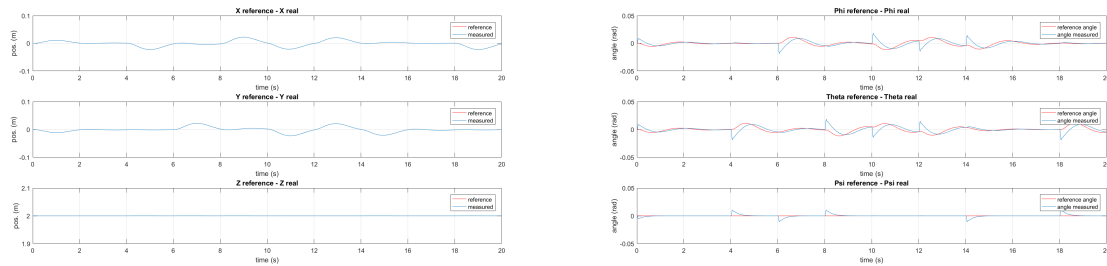 X reference - X real
0.1
0
-0.1
pos. (m)
reference
measured
0 2 4 6 8 10 12 14 16 18 20
time (s)
Y reference - Y real
0.1
0
-0.1
pos. (m)
reference
measured
0 2 4 6 8 10 12 14 16 18 20
time (s)
Z reference - Z real
2.1
2
1.9
pos. (m)
reference
measured
0 2 4 6 8 10 12 14 16 18 20
time (s)
Phi reference - Phi real
0.05
0
-0.05
angle (rad)
reference angle
angle measured
0 2 4 6 8 10 12 14 16 18 2
time (s)
Theta reference - Theta real
0.05
0
-0.05
angle (rad)
reference angle
angle measured
0 2 4 6 8 10 12 14 16 18 2
time (s)
Psi reference - Psi real
0.05
0
-0.05
angle (rad)
reference angle
angle measured
0 2 4 6 8 10 12 14 16 18 2
time (s)